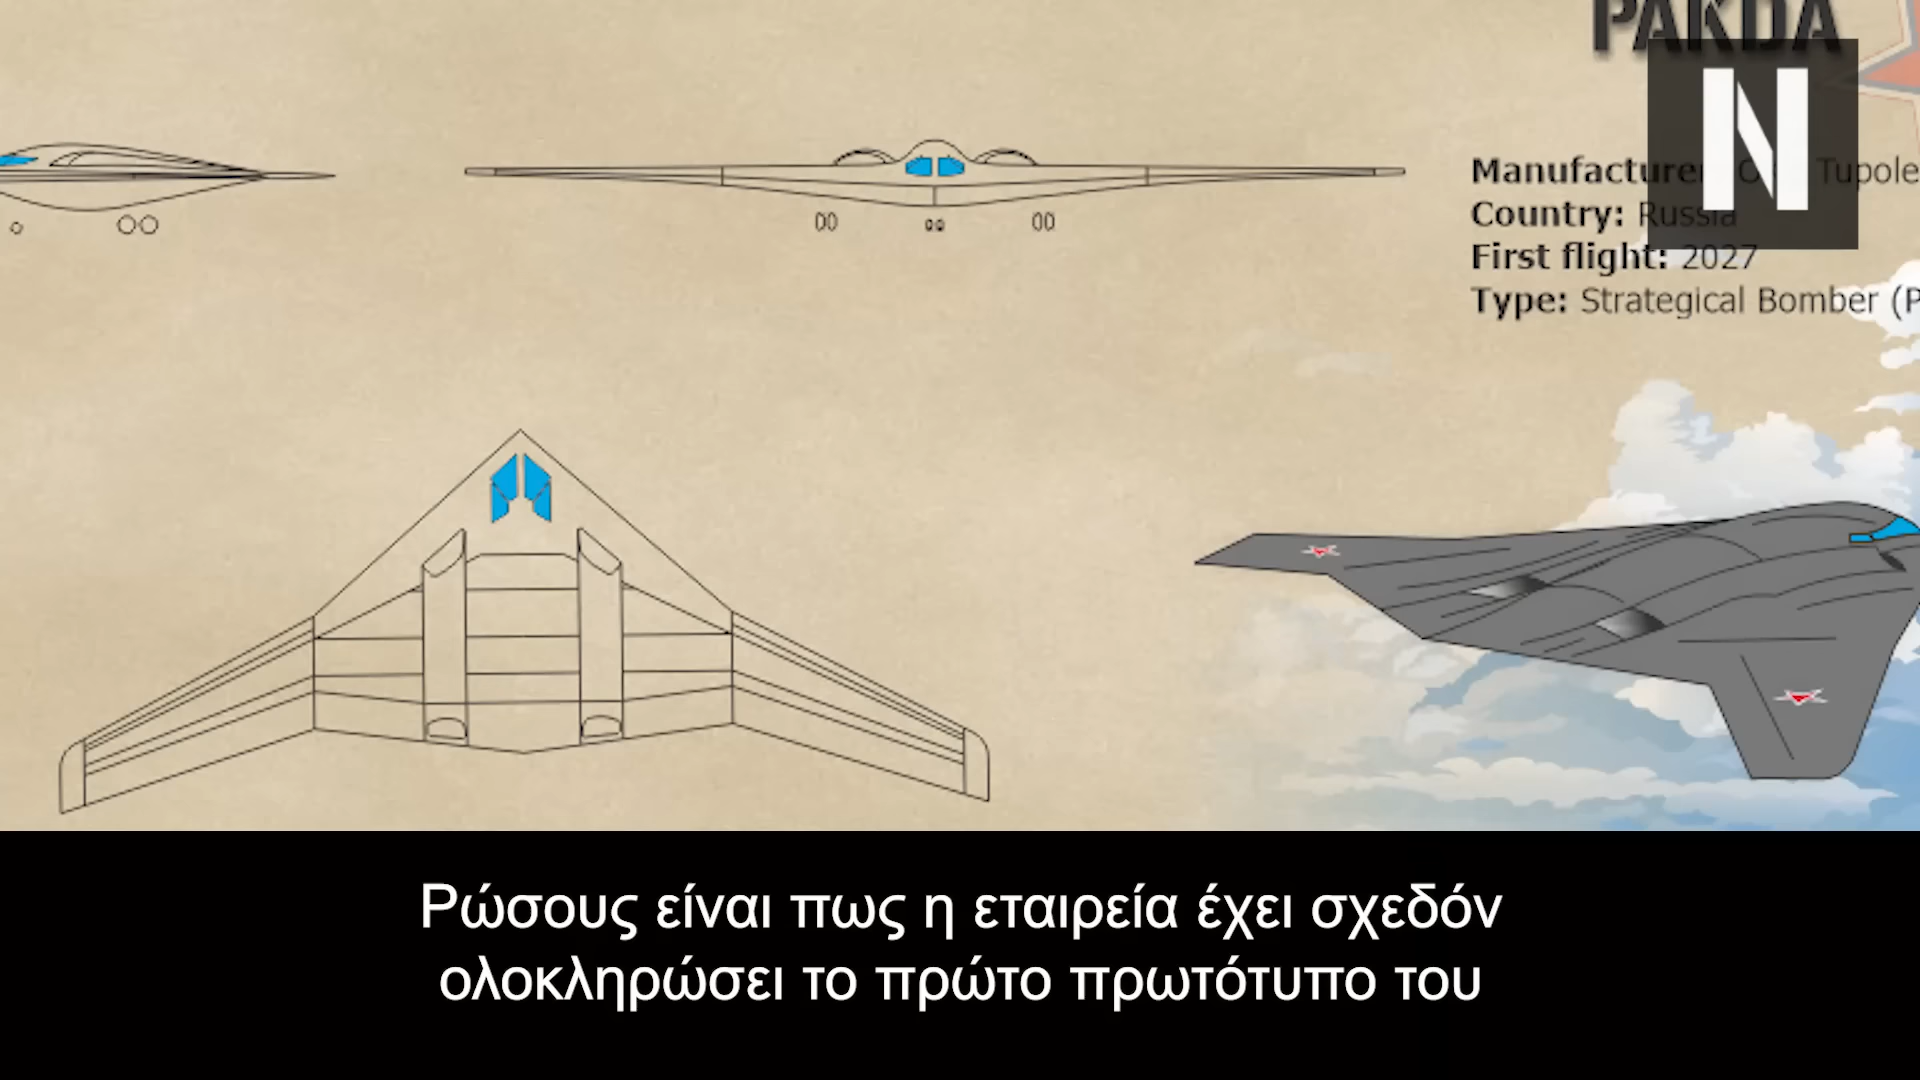 PAKDA
N
Manufacturer: Tupole
Country: Russia
First flight: 2027
Type: Strategical Bomber (P
Ρώσους είναι πως η εταιρεία έχει σχεδόν
ολοκληρώσει το πρώτο πρωτότυπο του